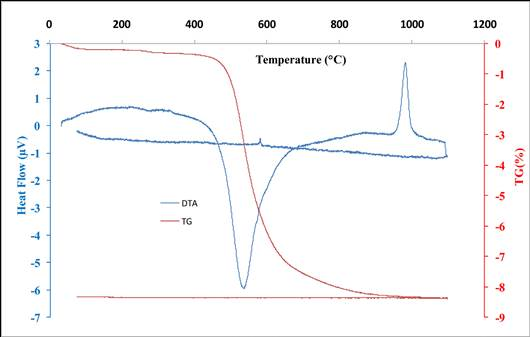 0 200 400 600 800 1000 1200
3 0
Temperature (°C)
2 -1
1 -2
0 -3
-1 -4
-2 -5
-3 -6
-4 -7
-5 -8
-6 -9
-7
Heat Flow (µV)
TG(%)
DTA
TG